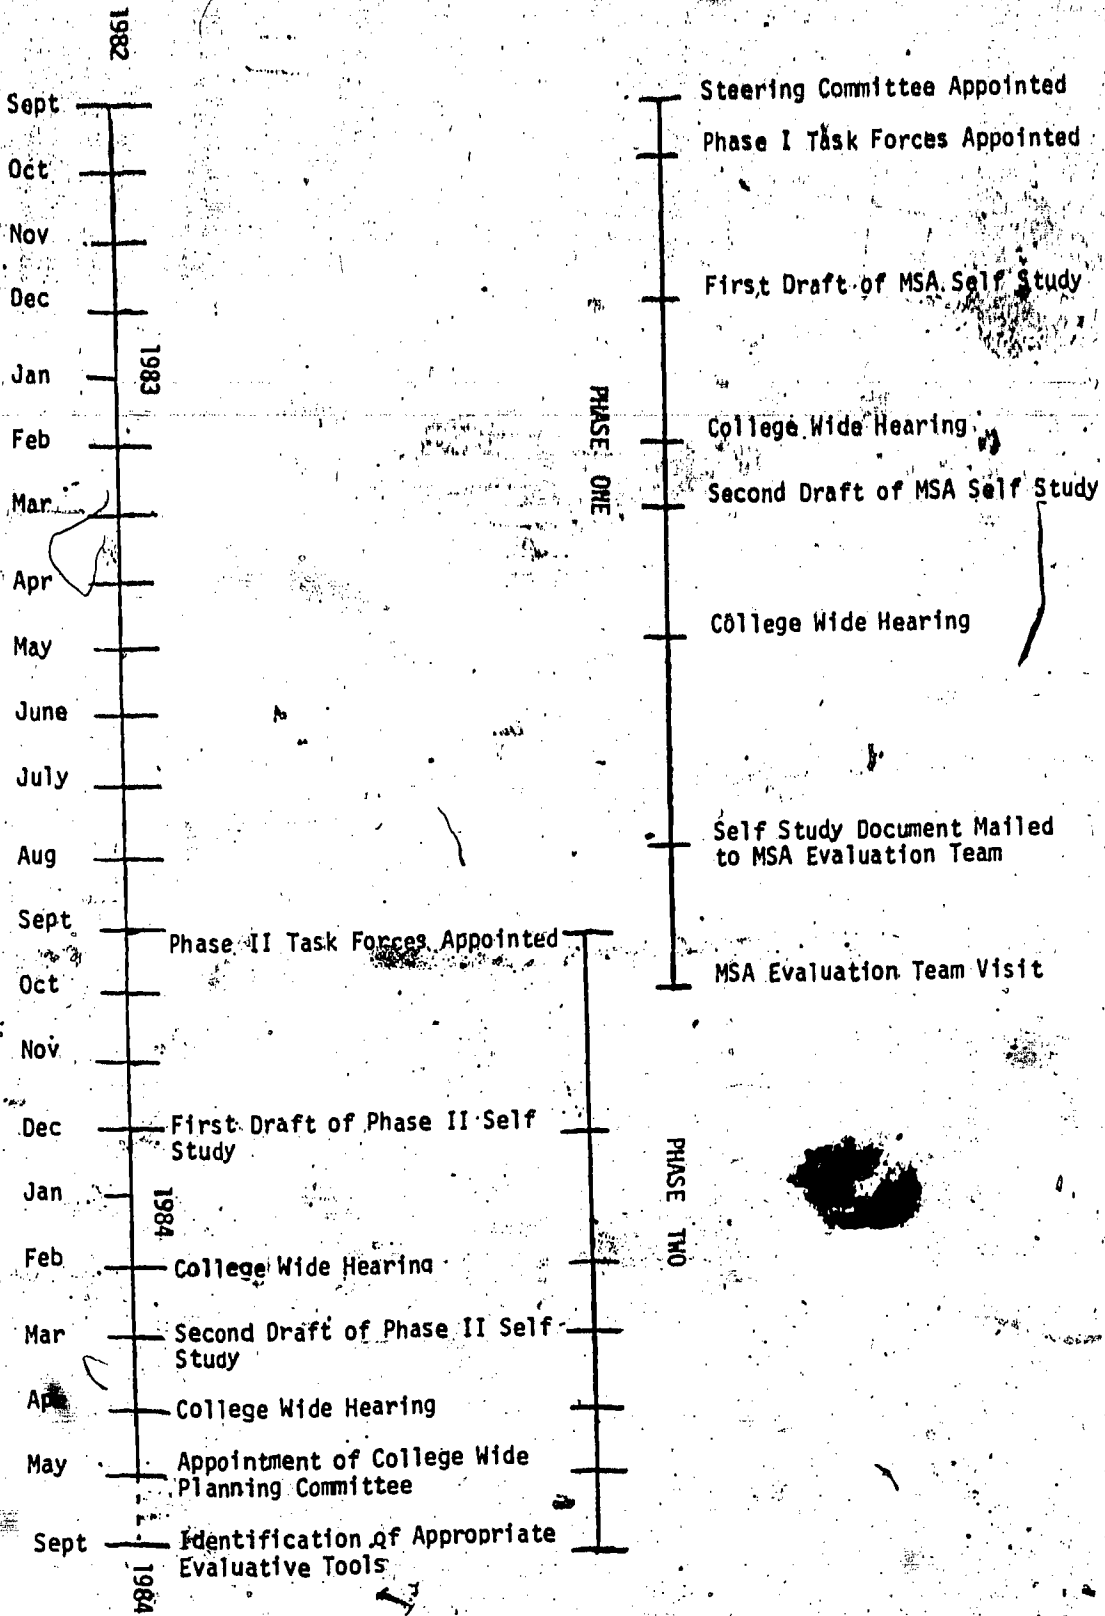 1982
Sept
Steering Committee Appointed
Phase I Task Forces Appointed
Oct
Nov
First Draft of MSA Self Study
Dec
1983
Jan
PHASE ONE
College Wide Hearing
Feb
Second Draft of MSA Self Study
Mar
Apr
College Wide Hearing
May
June
July
Self Study Document Mailed
to MSA Evaluation Team
Aug
Sept
Phase II Task Forces Appointed
MSA Evaluation Team Visit
Oct
Nov
Dec
First Draft of Phase II Self
Study
PHASE TWO
Jan
1984
Feb
College Wide Hearing
Mar
Second Draft of Phase II Self
Study
Ap
College Wide Hearing
May
Appointment of College Wide
Planning Committee
Sept
Identification of Appropriate
Evaluative Tools
1984